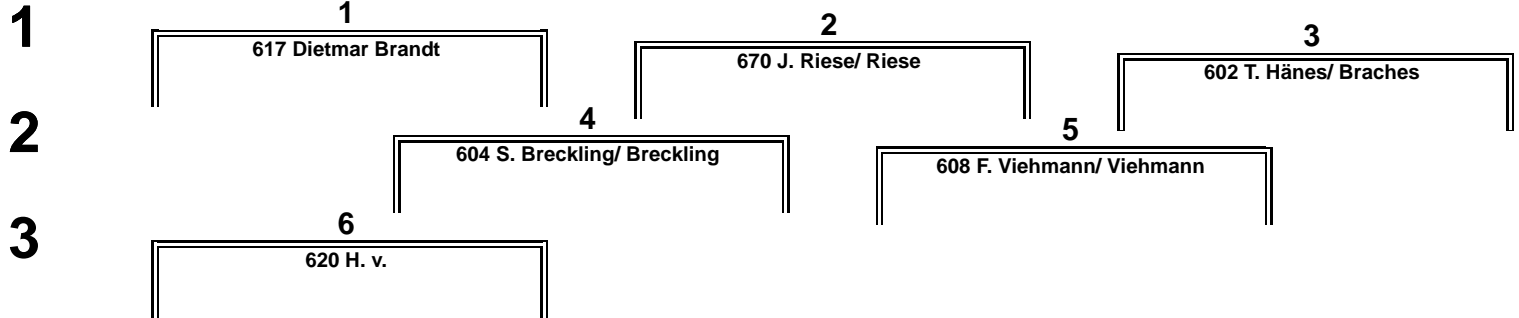 1
1
617 Dietmar Brandt
2
670 J. Riese/ Riese
3
602 T. Hänes/ Braches
2
4
604 S. Breckling/ Breckling
5
608 F. Viehmann/ Viehmann
3
6
620 H. v.